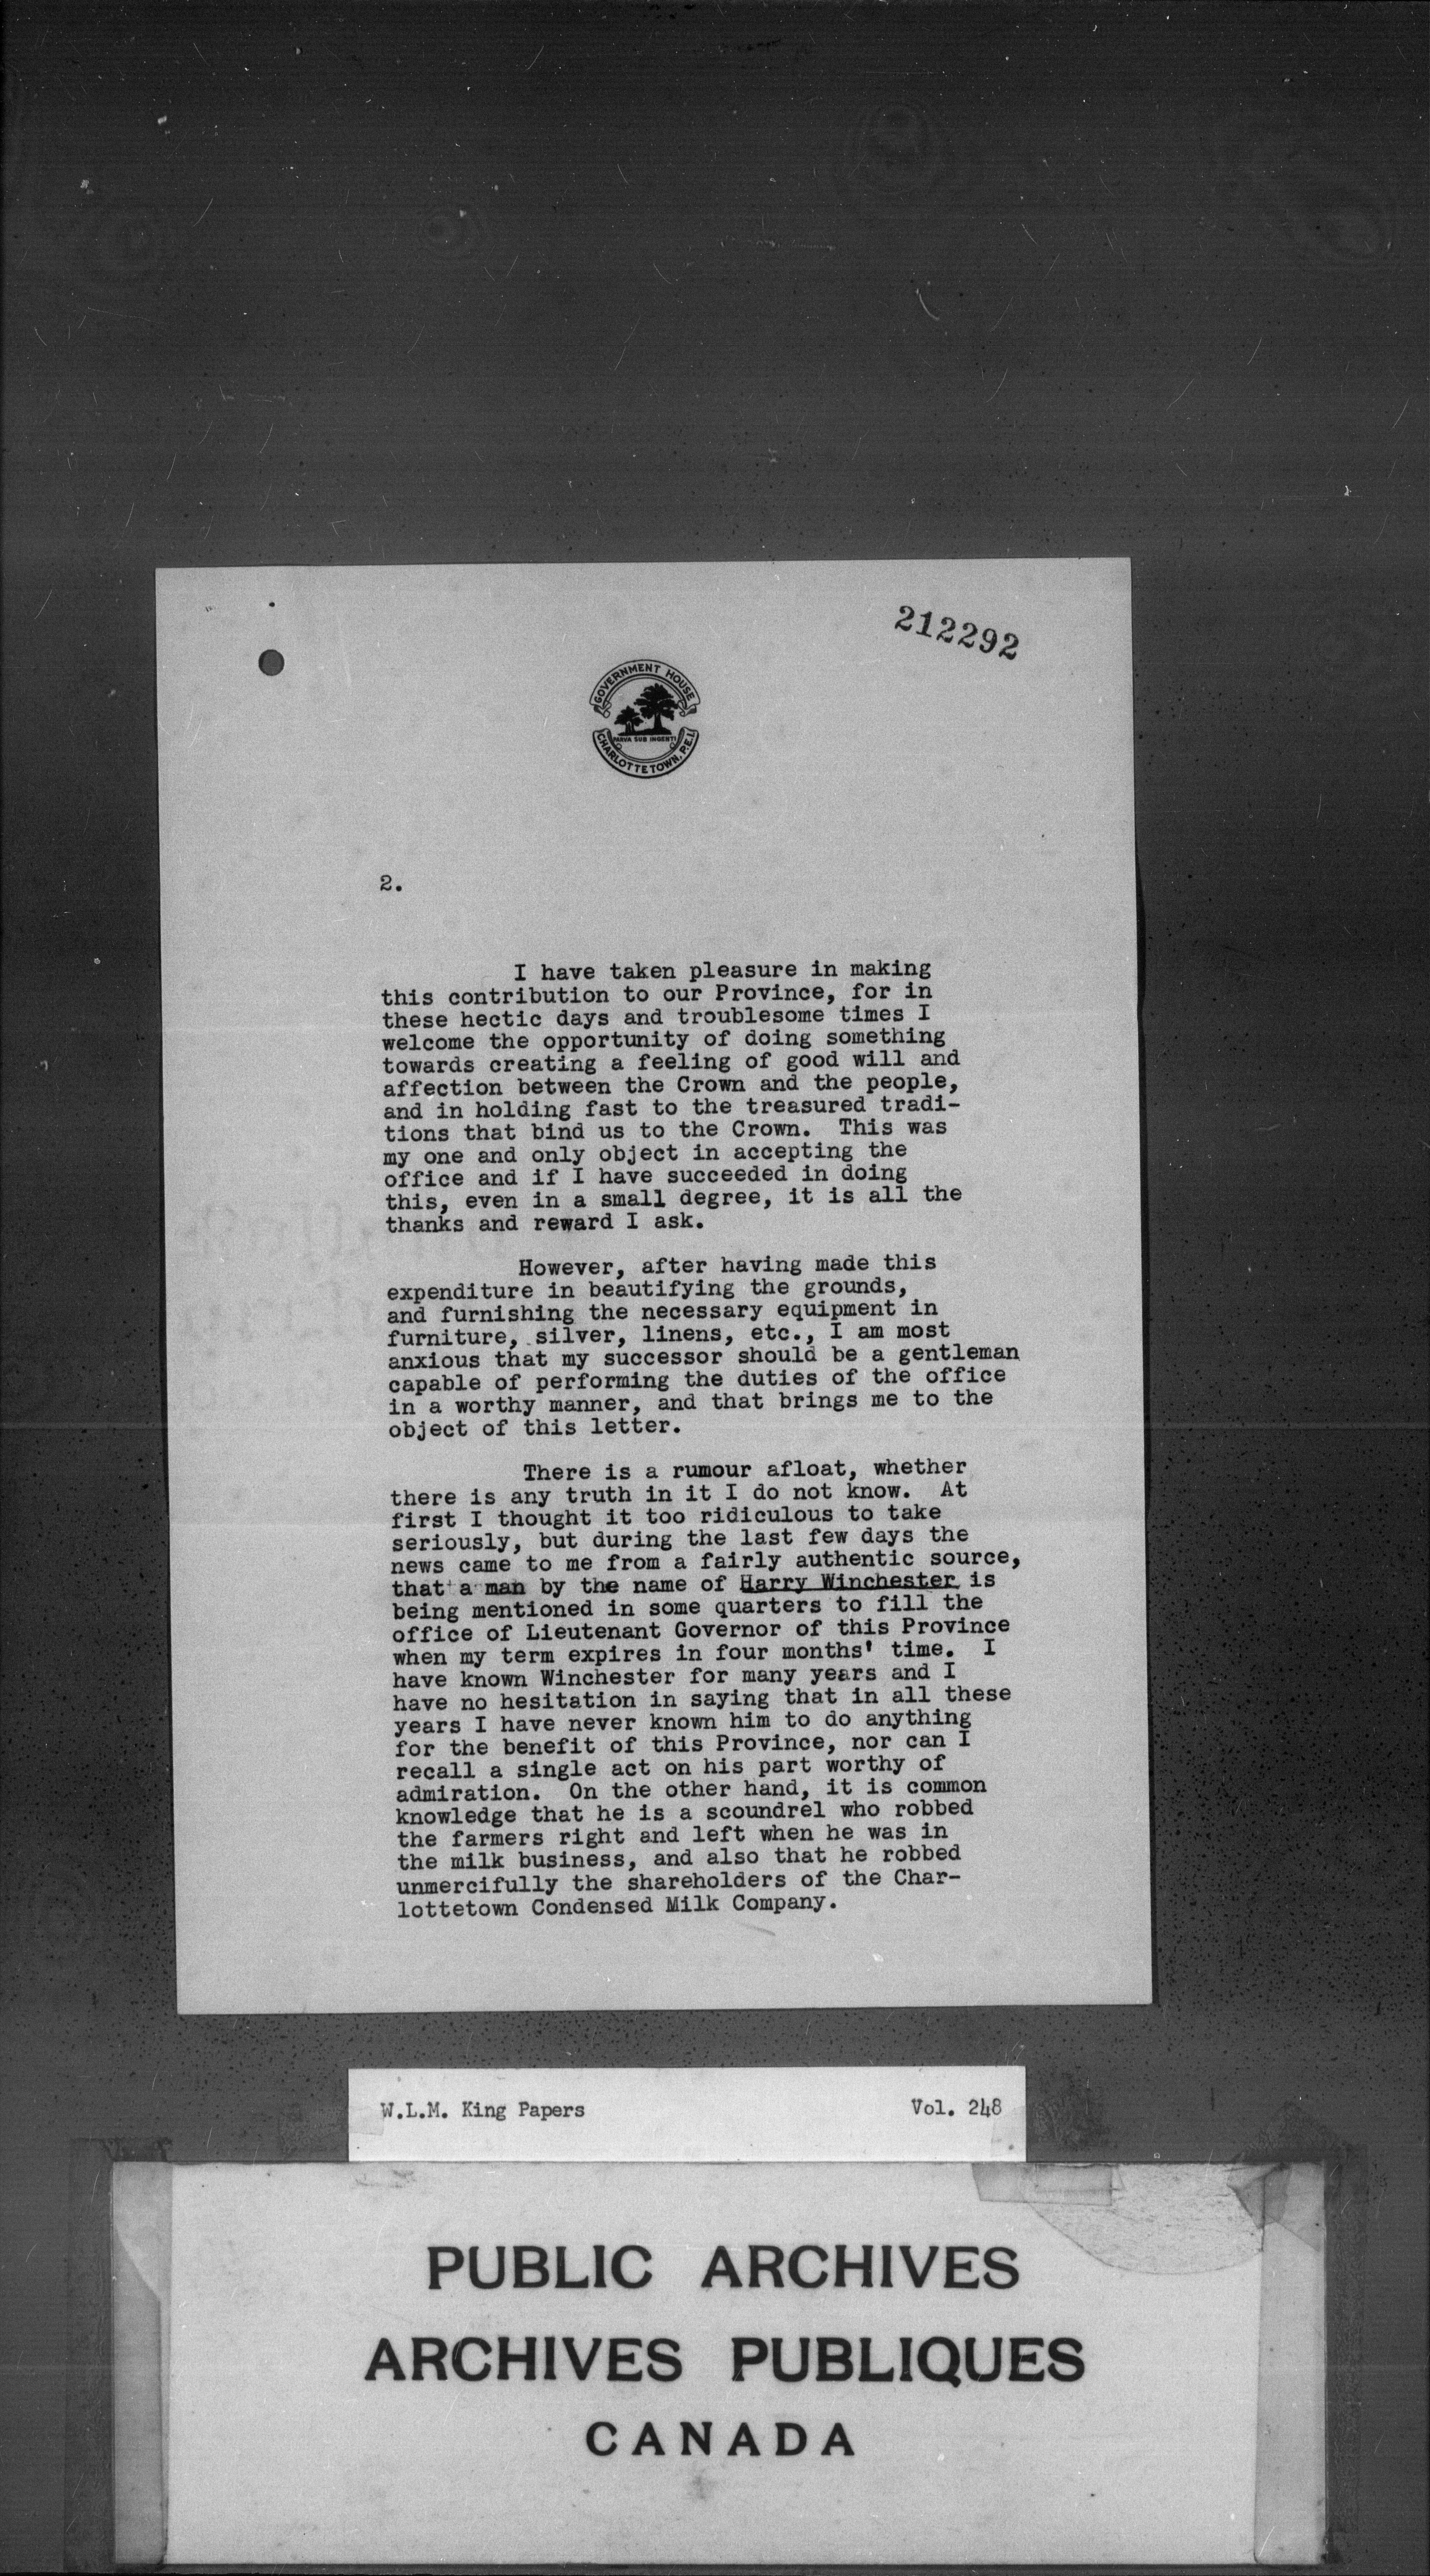 212292
GOVERNMENT HOUSE
PARVA SUB INGENTI
CHARLOTTETOWN, P.E.I.
2.
I have taken pleasure in making
this contribution to our Province, for in
these hectic days and troublesome times I
welcome the opportunity of doing something
towards creating a feeling of good will and
affection between the Crown and the people,
and in holding fast to the treasured tradi-
tions that bind us to the Crown. This was
my one and only object in accepting the
office and if I have succeeded in doing
this, even in a small degree, it is all the
thanks and reward I ask.
However, after having made this
expenditure in beautifying the grounds,
and furnishing the necessary equipment in
furniture, silver, linens, etc., I am most
anxious that my successor should be a gentleman
capable of performing the duties of the office
in a worthy manner, and that brings me to the
object of this letter.
There is a rumour afloat, whether
there is any truth in it I do not know. At
first I thought it too ridiculous to take
seriously, but during the last few days the
news came to me from a fairly authentic source,
that a man by the name of Harry Winchester is
being mentioned in some quarters to fill the
office of Lieutenant Governor of this Province
when my term expires in four months' time. I
have known Winchester for many years and I
have no hesitation in saying that in all these
years I have never known him to do anything
for the benefit of this Province, nor can I
recall a single act on his part worthy of
admiration. On the other hand, it is common
knowledge that he is a scoundrel who robbed
the farmers right and left when he was in
the milk business, and also that he robbed
unmercifully the shareholders of the Char-
lottetown Condensed Milk Company.
W.L.M. King Papers Vol. 248
PUBLIC ARCHIVES
ARCHIVES PUBLIQUES
CANADA